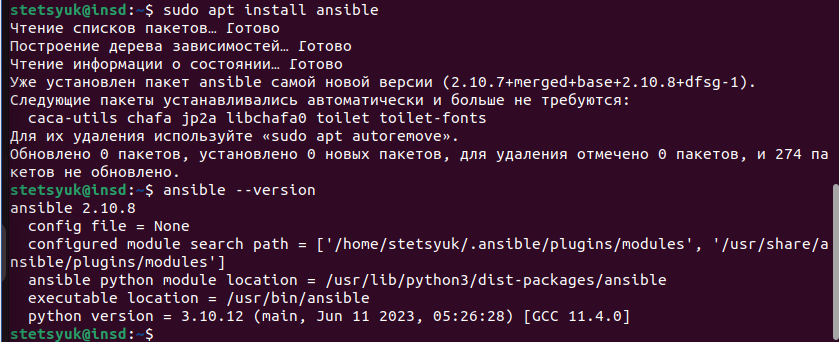 stetsyuk@insd:~$ sudo apt install ansible
Чтение списков пакетов… Готово
Построение дерева зависимостей… Готово
Чтение информации о состоянии… Готово
Уже установлен пакет ansible самой новой версии (2.10.7+merged+base+2.10.8+dfsg-1).
Следующие пакеты устанавливались автоматически и больше не требуются:
  caca-utils chafa jp2a libchafa0 toilet toilet-fonts
Для их удаления используйте «sudo apt autoremove».
Обновлено 0 пакетов, установлено 0 новых пакетов, для удаления отмечено 0 пакетов, и 274 па
кетов не обновлено.
stetsyuk@insd:~$ ansible --version
ansible 2.10.8
  config file = None
  configured module search path = ['/home/stetsyuk/.ansible/plugins/modules', '/usr/share/a
nsible/plugins/modules']
  ansible python module location = /usr/lib/python3/dist-packages/ansible
  executable location = /usr/bin/ansible
  python version = 3.10.12 (main, Jun 11 2023, 05:26:28) [GCC 11.4.0]
stetsyuk@insd:~$